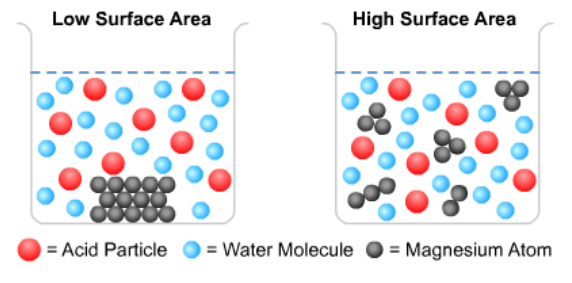 Low Surface Area
High Surface Area
= Acid Particle = Water Molecule = Magnesium Atom